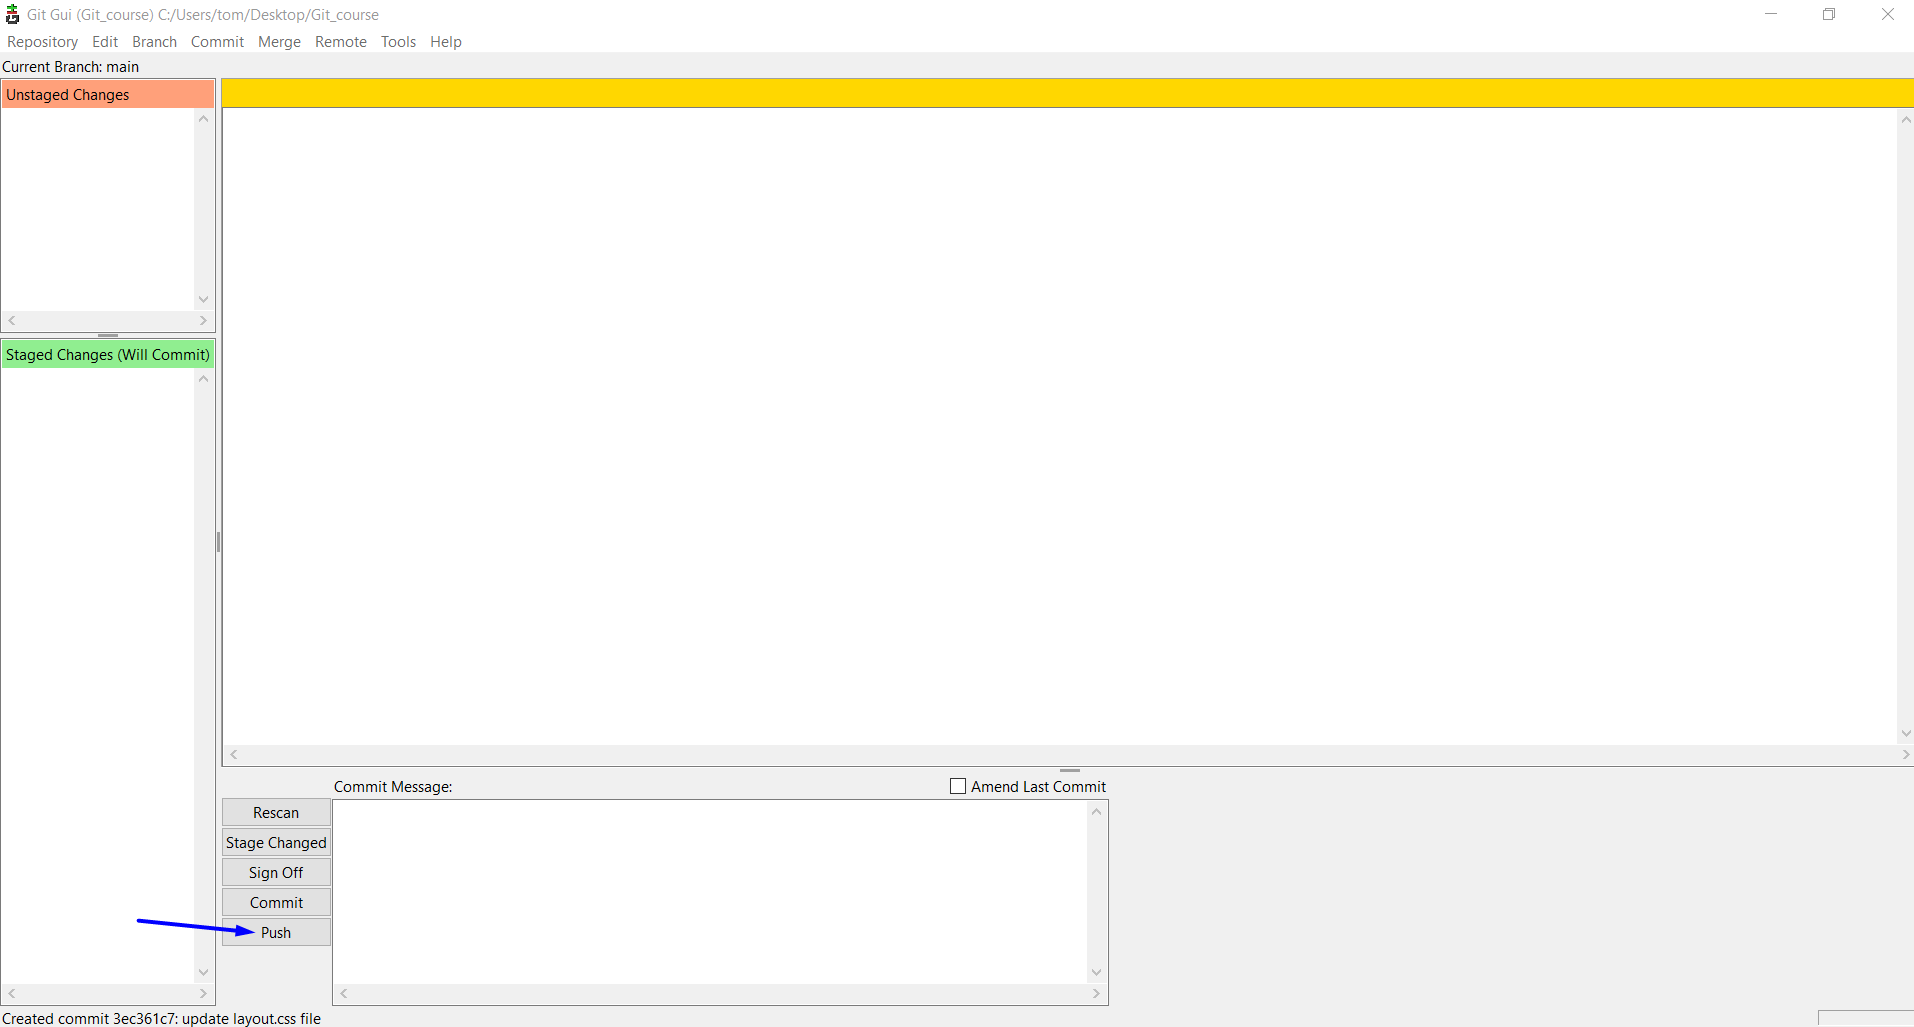 Git Gui (Git_course) C:/Users/tom/Desktop/Git_course
Repository Edit Branch Commit Merge Remote Tools Help
Current Branch: main
Unstaged Changes
Staged Changes (Will Commit)
Commit Message:
Amend Last Commit
Rescan
Stage Changed
Sign Off
Commit
Push
Created commit 3ec361c7: update layout.css file